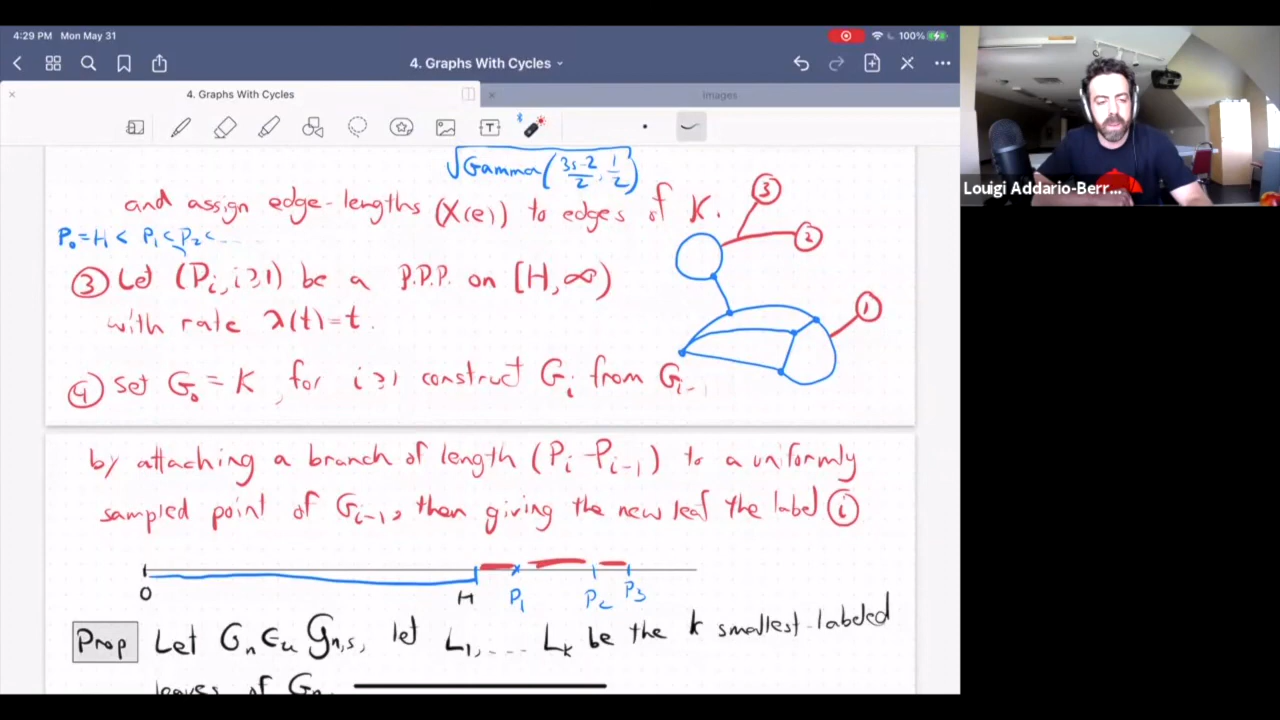 4:29 PM Mon May 31
100%
4. Graphs With Cycles
4. Graphs With Cycles
Images
Louigi Addario-Berr...
√Gamma(3s-2/2, 1/2)
and assign edge-lengths (X(e)) to edges of K.
P₀=H < P₁ < P₂ < ...
③ Let (Pᵢ, i≥1) be a P.P.P. on [H, ∞)
with rate λ(t)=t.
④ Set G₀ = K, for i≥1 construct Gᵢ from Gᵢ₋₁
3
2
1
by attaching a branch of length (Pᵢ-Pᵢ₋₁) to a uniformly
sampled point of Gᵢ₋₁, then giving the new leaf the label ⓘ
0 H P₁ P₂ P₃
Prop Let Gₙ ∈ᵤ 𝒢ₙ,ₛ, let L₁, .... Lₖ be the k smallest-labeled
leaves of Gₙ